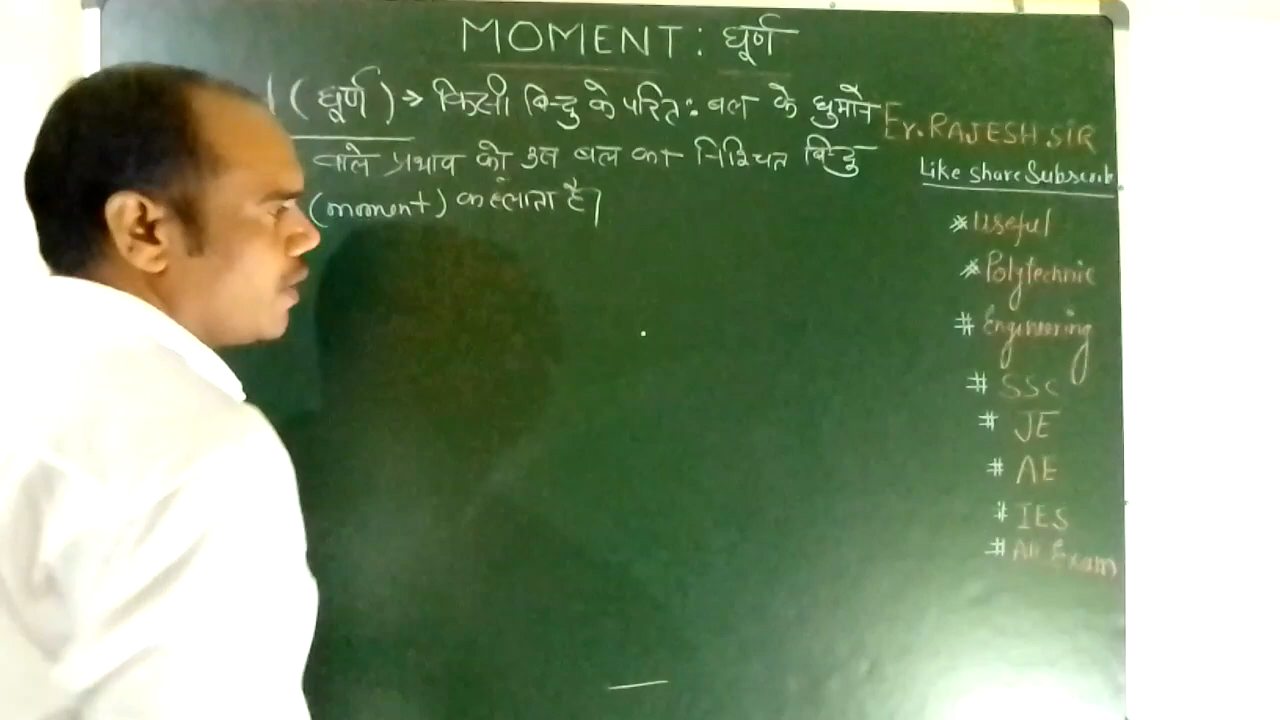 MOMENT : घूर्ण
(घूर्ण) → किसी बिन्दु के परितः बल के घुमाने
वाले प्रभाव को उस बल का निश्चित बिन्दु
(moment) कहलाता है।
Er. RAJESH SIR
Like share Subscrib
* Useful
* Polytechnic
# Engineering
# SSC
# JE
# AE
# IES
# All Exam